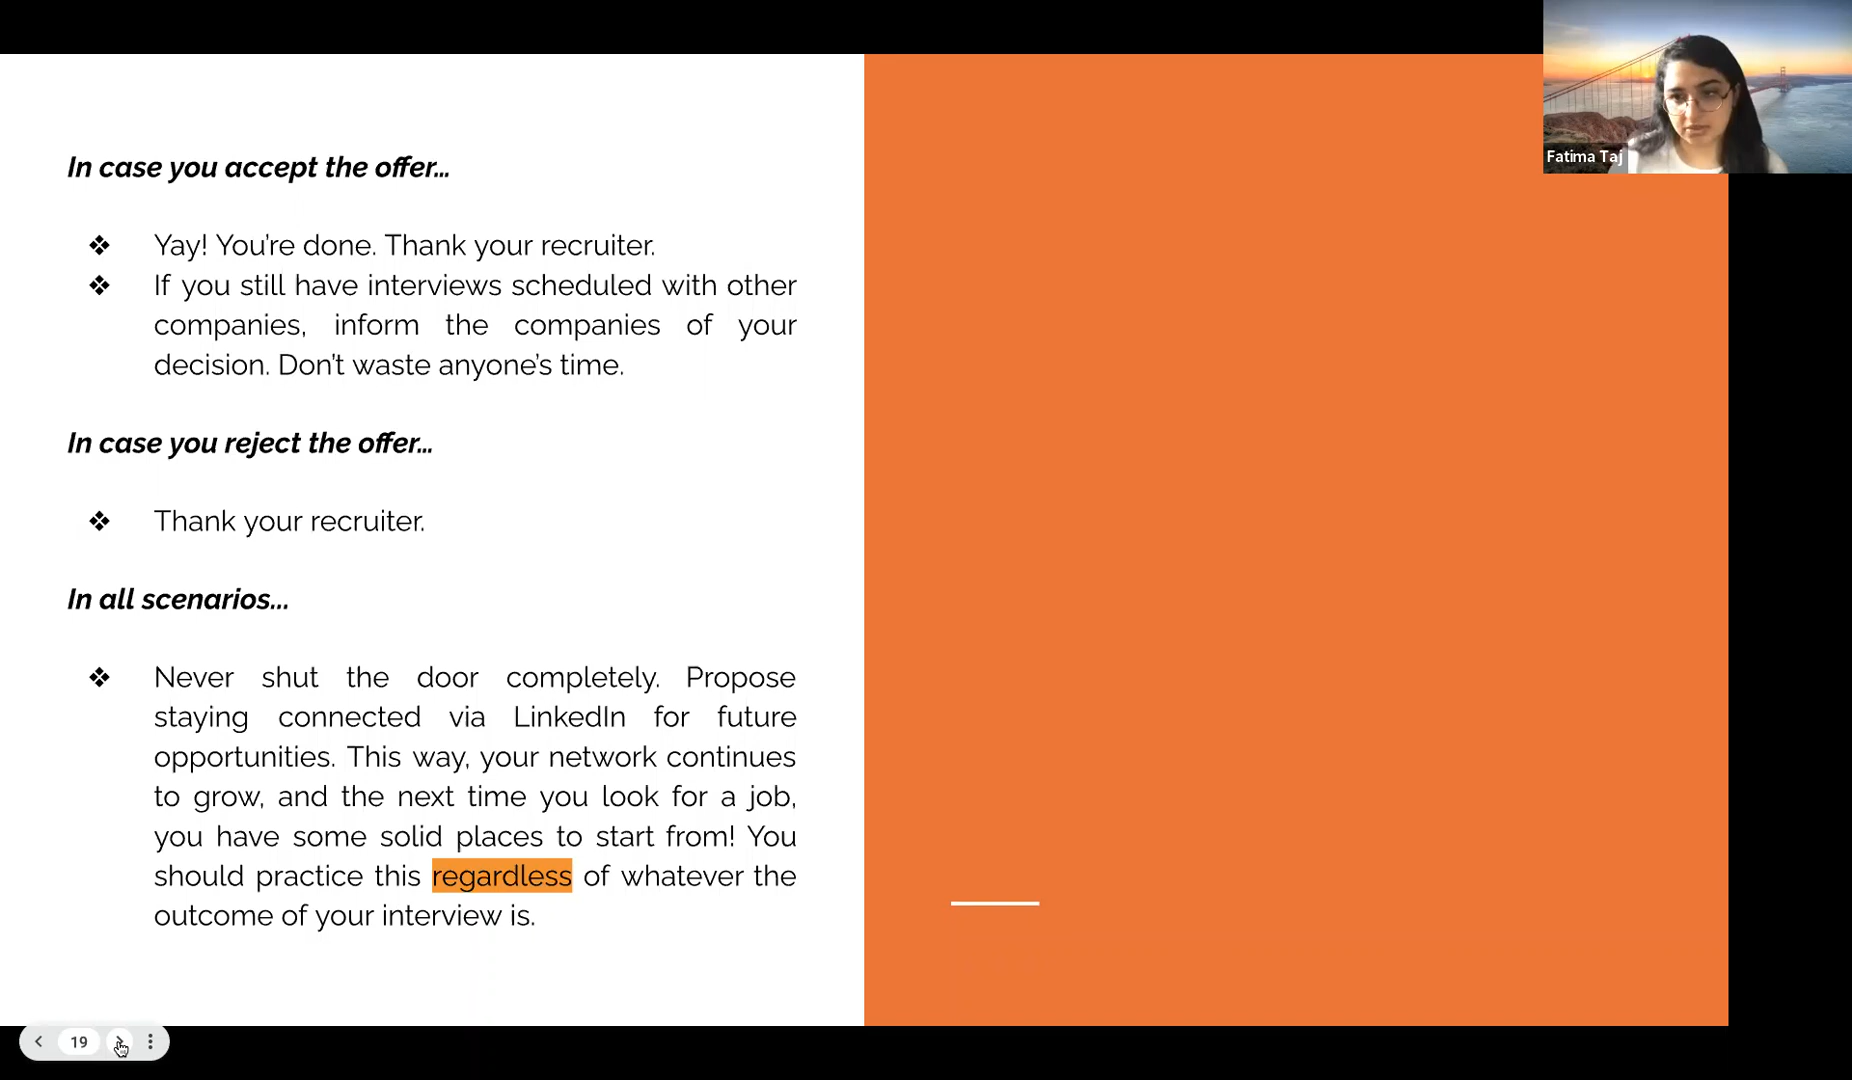 In case you accept the offer...
❖ Yay! You're done. Thank your recruiter.
❖ If you still have interviews scheduled with other
companies, inform the companies of your
decision. Don't waste anyone's time.
In case you reject the offer...
❖ Thank your recruiter.
In all scenarios...
❖ Never shut the door completely. Propose
staying connected via LinkedIn for future
opportunities. This way, your network continues
to grow, and the next time you look for a job,
you have some solid places to start from! You
should practice this regardless of whatever the
outcome of your interview is.
Fatima Taj
19